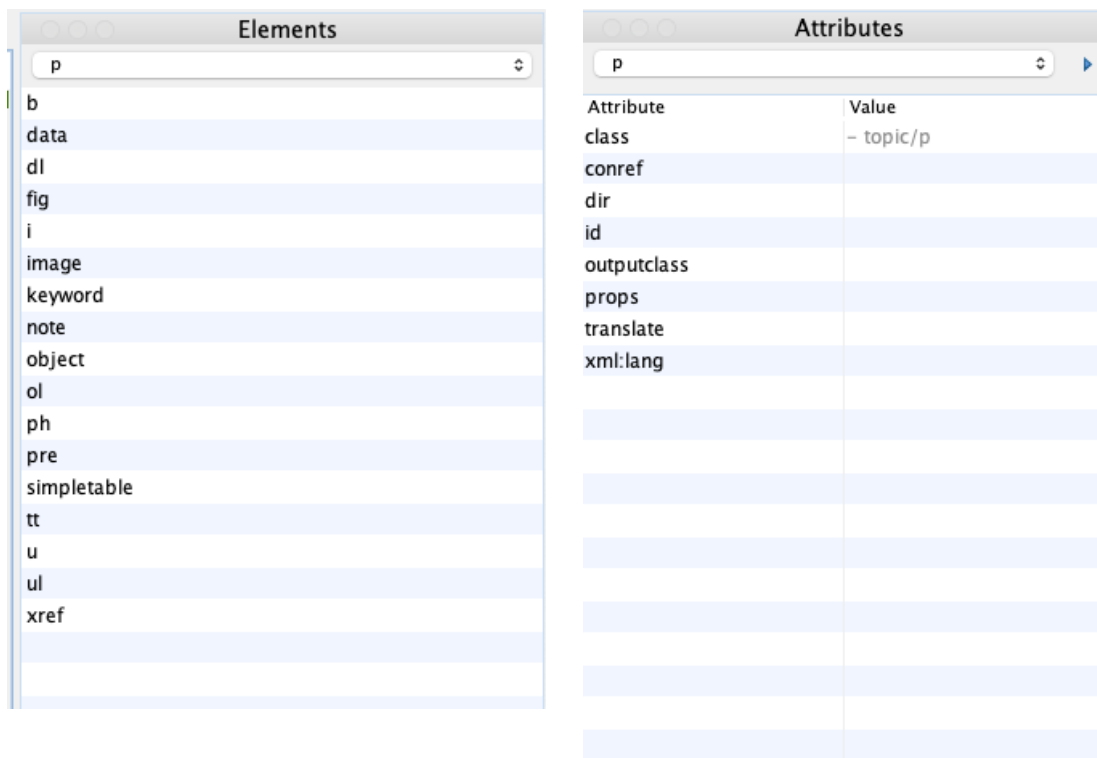 Elements
p
b
data
dl
fig
i
image
keyword
note
object
ol
ph
pre
simpletable
tt
u
ul
xref
Attributes
p
Attribute Value
class – topic/p
conref
dir
id
outputclass
props
translate
xml:lang